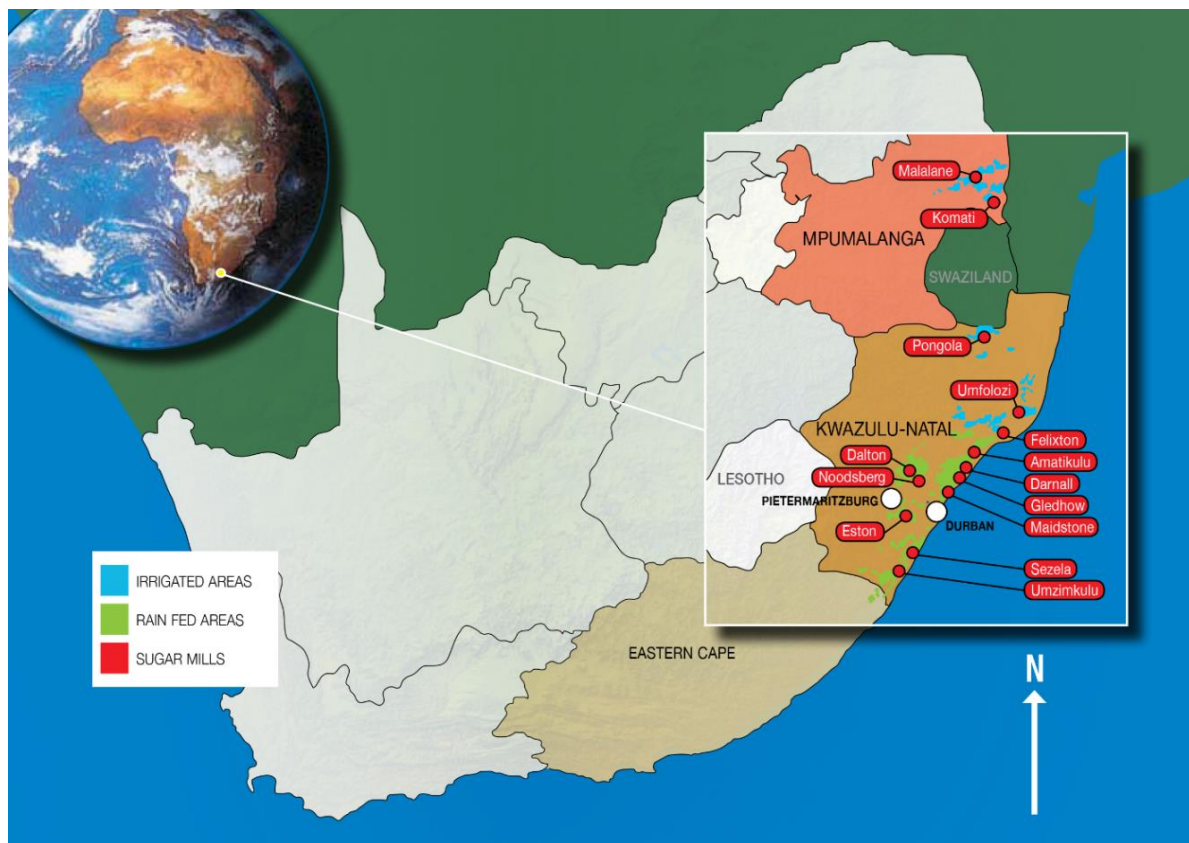 Malalane
Komati
MPUMALANGA
SWAZILAND
Pongola
Umfolozi
KWAZULU-NATAL
Felixton
Amatikulu
Dalton
LESOTHO
Noodsberg
Darnall
PIETERMARITZBURG
Gledhow
Eston
DURBAN
Maidstone
Sezela
Umzimkulu
IRRIGATED AREAS
RAIN FED AREAS
SUGAR MILLS
EASTERN CAPE
N